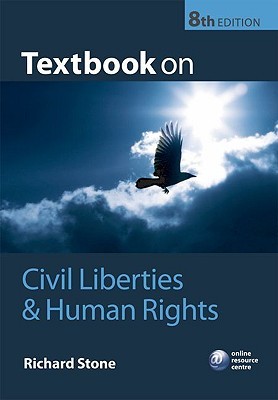 8th EDITION
Textbook on
Civil Liberties
& Human Rights
Richard Stone
@ online
resource
centre